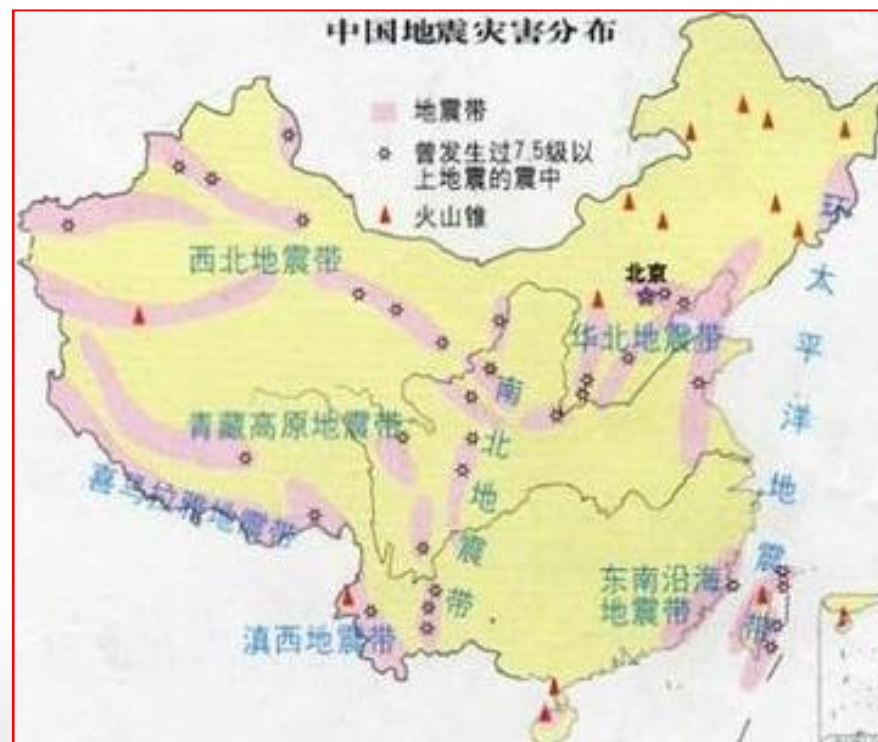 中国地震灾害分布
地震带
曾发生过7.5级以
上地震的震中
火山锥
西北地震带
北京
华北地震带
环太平洋地震带
南北地震带
青藏高原地震带
喜马拉雅地震带
东南沿海
地震带
滇西地震带